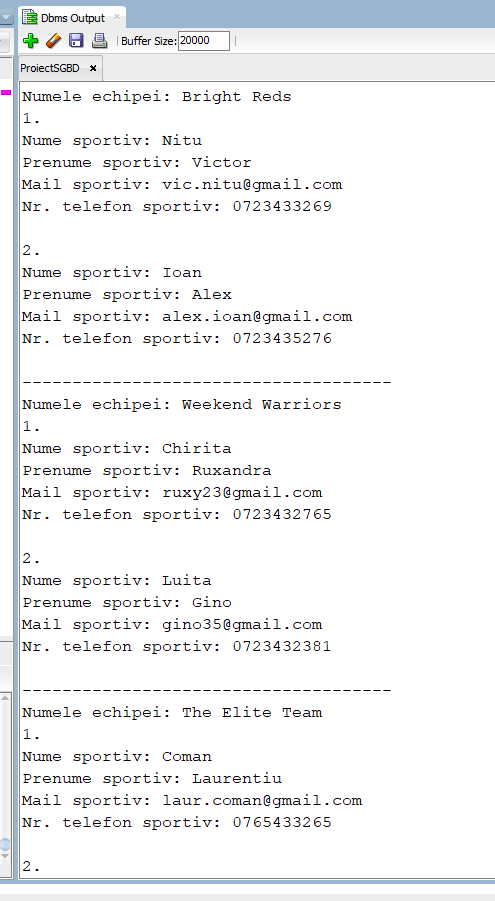 Dbms Output
Buffer Size: 20000
ProiectSGBD
Numele echipei: Bright Reds
1.
Nume sportiv: Nitu
Prenume sportiv: Victor
Mail sportiv: vic.nitu@gmail.com
Nr. telefon sportiv: 0723433269
2.
Nume sportiv: Ioan
Prenume sportiv: Alex
Mail sportiv: alex.ioan@gmail.com
Nr. telefon sportiv: 0723435276
-------------------------------------
Numele echipei: Weekend Warriors
1.
Nume sportiv: Chirita
Prenume sportiv: Ruxandra
Mail sportiv: ruxy23@gmail.com
Nr. telefon sportiv: 0723432765
2.
Nume sportiv: Luita
Prenume sportiv: Gino
Mail sportiv: gino35@gmail.com
Nr. telefon sportiv: 0723432381
-------------------------------------
Numele echipei: The Elite Team
1.
Nume sportiv: Coman
Prenume sportiv: Laurentiu
Mail sportiv: laur.coman@gmail.com
Nr. telefon sportiv: 0765433265
2.